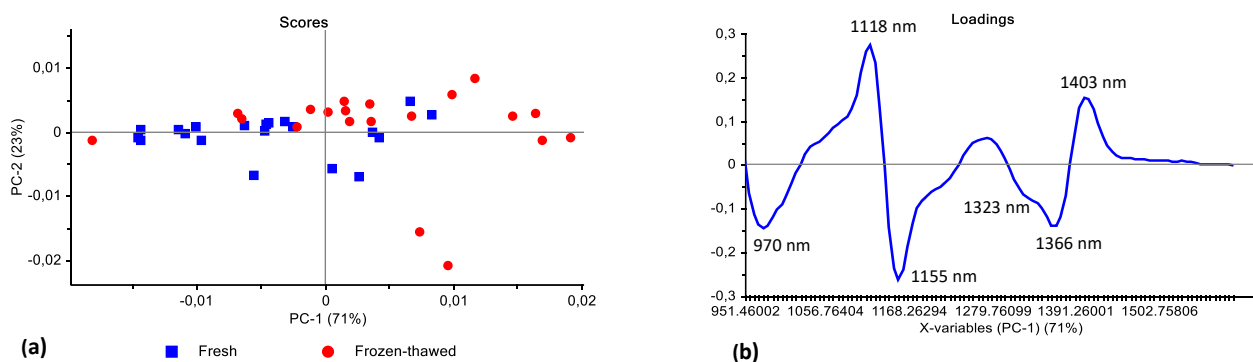 Scores
PC-2 (23%)
0,01
0
-0,01
-0,02
-0,01
0
0,01
0,02
PC-1 (71%)
(a)
Fresh
Frozen-thawed
Loadings
0,3
0,2
0,1
0
-0,1
-0,2
-0,3
1118 nm
1403 nm
970 nm
1155 nm
1323 nm
1366 nm
951.46002 1056.76404 1168.26294 1279.76099 1391.26001 1502.75806
X-variables (PC-1) (71%)
(b)